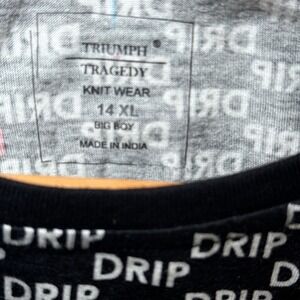 TRIUMPH ®
TRAGEDY
KNIT WEAR
14 XL
BIG BOY
MADE IN INDIA
DRIP
DRIP
DRIP
DRIP